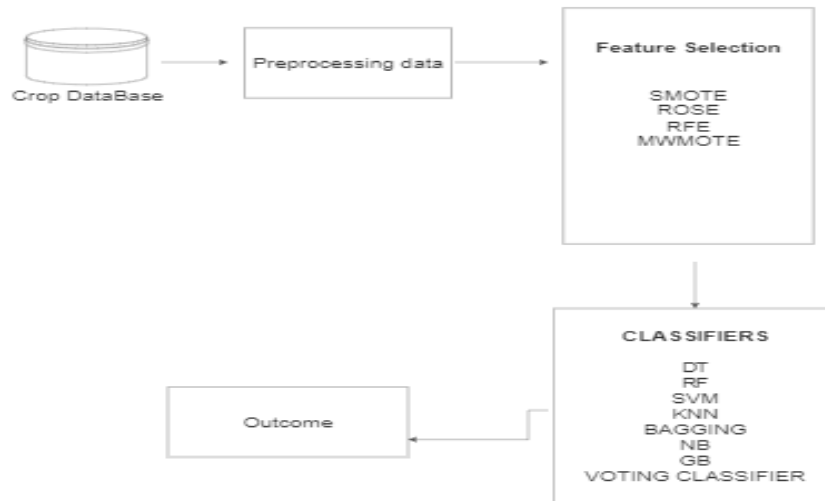 Crop DataBase
Preprocessing data
Feature Selection
SMOTE
ROSE
RFE
MWMOTE
CLASSIFIERS
DT
RF
SVM
KNN
BAGGING
NB
GB
VOTING CLASSIFIER
Outcome